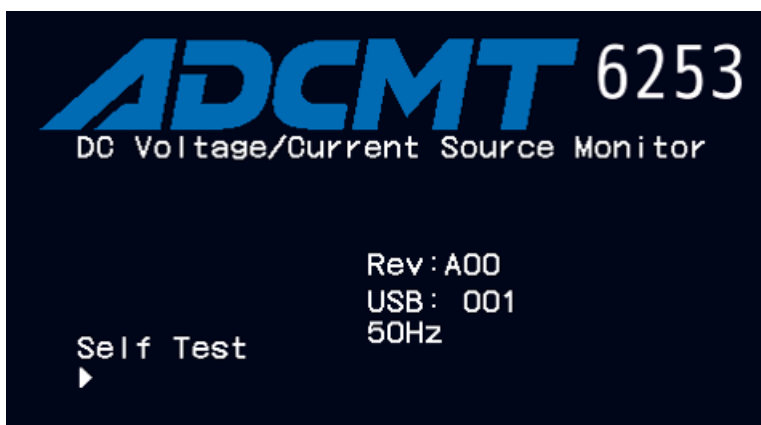 ADCMT 6253
DC Voltage/Current Source Monitor
Rev:A00
USB: 001
50Hz
Self Test